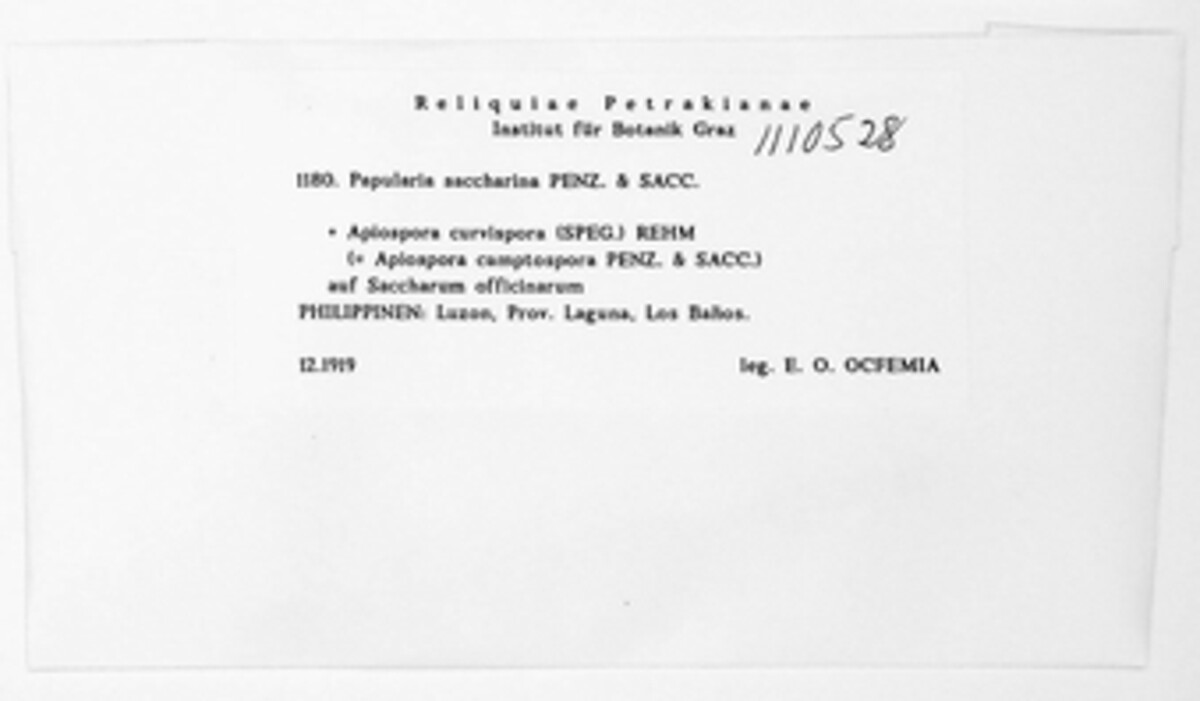 Reliquiae Petrakianae
Institut für Botanik Graz 1110528
1180. Papularia saccharina PENZ. & SACC.
+ Apiospora curvispora (SPEG.) REHM
(= Apiospora camptospora PENZ. & SACC.)
auf Saccharum officinarum
PHILIPPINEN: Luzon, Prov. Laguna, Los Baños.
12.1919 leg. E. O. OCFEMIA